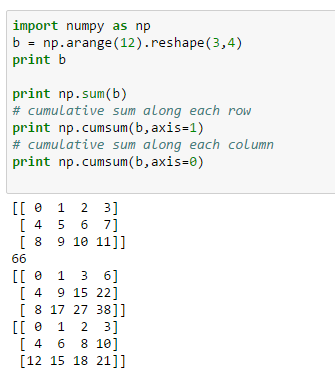 import numpy as np
b = np.arange(12).reshape(3,4)
print b

print np.sum(b)
# cumulative sum along each row
print np.cumsum(b,axis=1)
# cumulative sum along each column
print np.cumsum(b,axis=0)

[[ 0  1  2  3]
 [ 4  5  6  7]
 [ 8  9 10 11]]
66
[[ 0  1  3  6]
 [ 4  9 15 22]
 [ 8 17 27 38]]
[[ 0  1  2  3]
 [ 4  6  8 10]
 [12 15 18 21]]